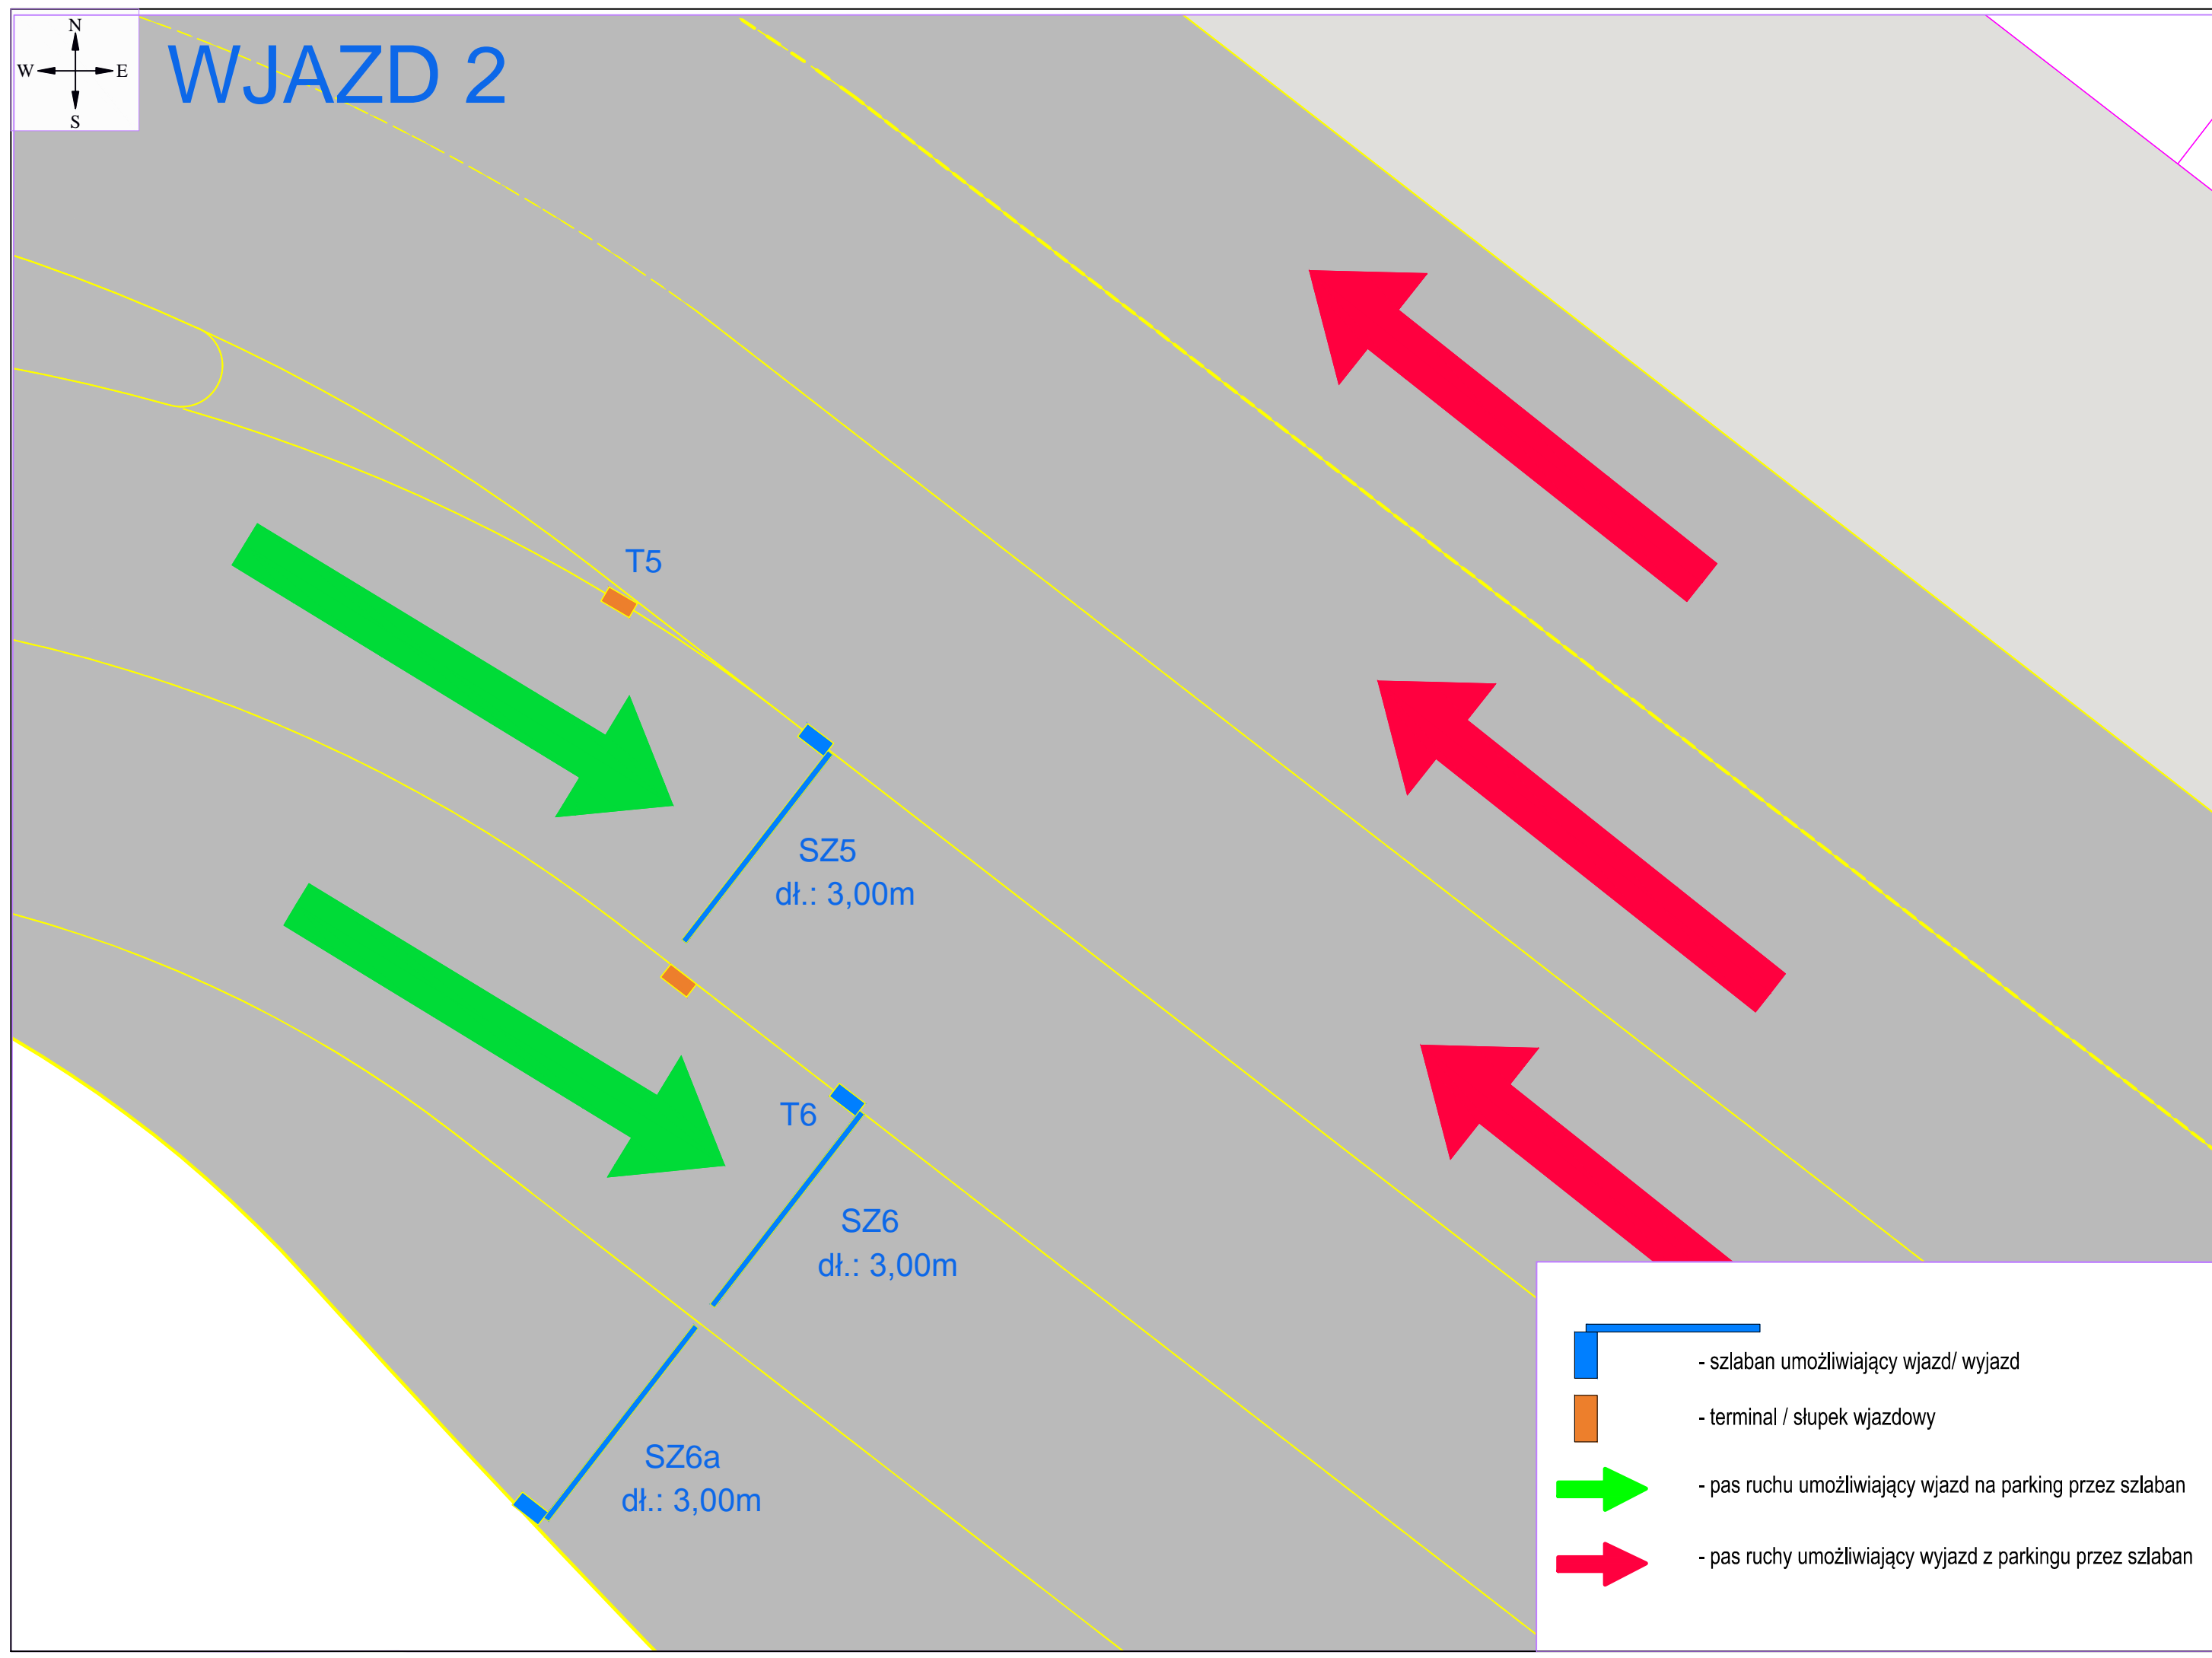 N
W E
S
WJAZD 2
T5
SZ5
dł.: 3,00m
T6
SZ6
dł.: 3,00m
SZ6a
dł.: 3,00m
- szlaban umożliwiający wjazd/ wyjazd
- terminal / słupek wjazdowy
- pas ruchu umożliwiający wjazd na parking przez szlaban
- pas ruchy umożliwiający wyjazd z parkingu przez szlaban